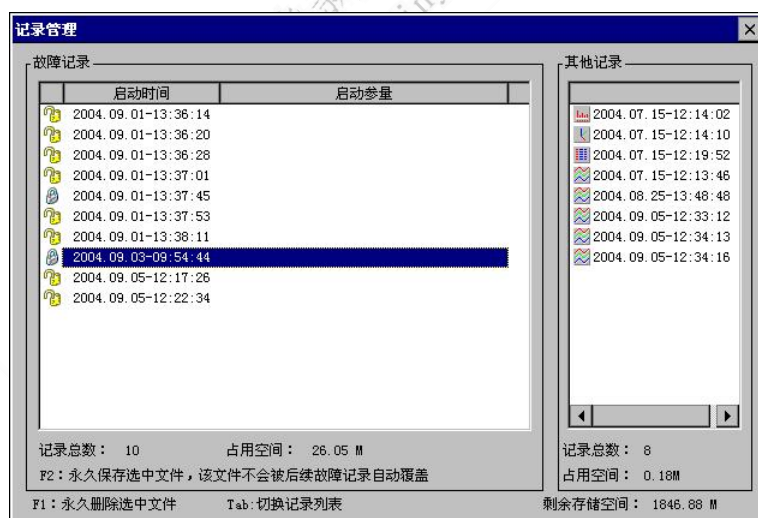 记录管理
故障记录
启动时间 启动参量
2004.09.01-13:36:14
2004.09.01-13:36:20
2004.09.01-13:36:28
2004.09.01-13:37:01
2004.09.01-13:37:45
2004.09.01-13:37:53
2004.09.01-13:38:11
2004.09.03-09:54:44
2004.09.05-12:17:26
2004.09.05-12:22:34
记录总数： 10 占用空间： 26.05 M
F2：永久保存选中文件，该文件不会被后续故障记录自动覆盖
其他记录
2004.07.15-12:14:02
2004.07.15-12:14:10
2004.07.15-12:19:52
2004.07.15-12:13:46
2004.08.25-13:48:48
2004.09.05-12:33:12
2004.09.05-12:34:13
2004.09.05-12:34:16
记录总数： 8
占用空间： 0.18M
F1：永久删除选中文件 Tab:切换记录列表 剩余存储空间： 1846.88 M